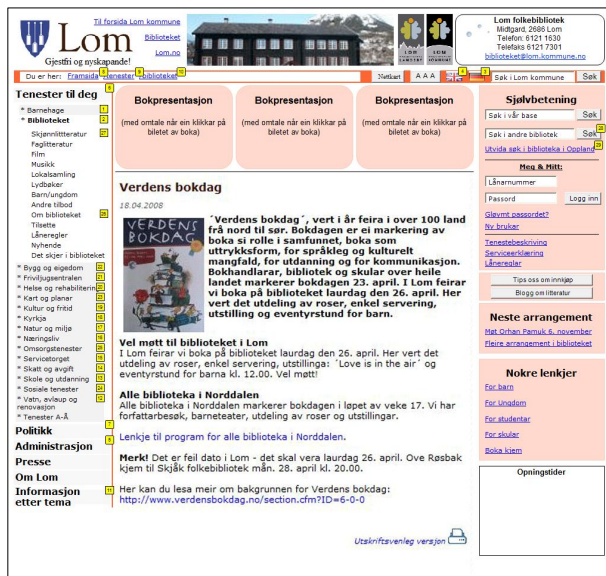 Lom
Gjestfri og nyskapande!
Til forsida Lom kommune
Biblioteket
Lom.no
LOM
LOM
Lom folkebibliotek
Midtgard, 2686 Lom
Telefon: 6121 1630
Telefaks 6121 7301
biblioteket@lom.kommune.no
Du er her: Framsida Tenester Biblioteket
Nettkart A A A Søk i Lom kommune Søk
Tenester til deg
* Barnehage
* Biblioteket
Skjønnlitteratur
Faglitteratur
Film
Musikk
Lokalsamling
Lydbøker
Barn/ungdom
Andre tilbod
Om biblioteket
Tilsette
Låneregler
Nyhende
Det skjer i biblioteket
* Bygg og eigedom
* Friviljugsentralen
* Helse og rehabilitering
* Kart og planar
* Kultur og fritid
* Kyrkja
* Natur og miljø
* Næringsliv
* Omsorgstenester
* Servicetorget
* Skatt og avgift
* Skole og utdanning
* Sosiale tenester
* Vatn, avlaup og
renovasjon
* Tenester A-Å
Politikk
Administrasjon
Presse
Om Lom
Informasjon
etter tema
Bokpresentasjon
(med omtale når ein klikkar på
biletet av boka)
Bokpresentasjon
(med omtale når ein klikkar på
biletet av boka)
Bokpresentasjon
(med omtale når ein klikkar på
biletet av boka)
Verdens bokdag
18.04.2008
VERDENS
BOKDAG
´Verdens bokdag´, vert i år feira i over 100 land
frå nord til sør. Bokdagen er ei markering av
boka si rolle i samfunnet, boka som
uttrykksform, for språkleg og kulturelt
mangfald, for utdanning og for kommunikasjon.
Bokhandlarar, bibliotek og skular over heile
landet markerer bokdagen 23. april. I Lom feirar
vi boka på biblioteket laurdag den 26. april. Her
vert det utdeling av roser, enkel servering,
utstilling og eventyrstund for barn.
Vel møtt til biblioteket i Lom
I Lom feirar vi boka på biblioteket laurdag den 26. april. Her vert det
utdeling av roser, enkel servering, utstillinga: ´Love is in the air´ og
eventyrstund for barna kl. 12.00. Vel møtt!
Alle biblioteka i Norddalen
Alle biblioteka i Norddalen markerer bokdagen i løpet av veke 17. Vi har
forfattarbesøk, barneteater, utdeling av roser og utstillingar.
Lenkje til program for alle biblioteka i Norddalen.
Merk! Det er feil dato i Lom - det skal vera laurdag 26. april. Ove Røsbak
kjem til Skjåk folkebibliotek mån. 28. april kl. 20.00.
Her kan du lesa meir om bakgrunnen for Verdens bokdag:
http://www.verdensbokdag.no/section.cfm?ID=6-0-0
Utskriftsvenleg versjon
Sjølvbetening
Søk i vår base Søk
Søk i andre bibliotek Søk
Utvida søk i biblioteka i Oppland
Meg & Mitt:
Lånarnummer
Passord Logg inn
Gløymt passordet?
Ny brukar
Tenestebeskriving
Serviceerklæring
Lånereglar
Tips oss om innkjøp
Blogg om litteratur
Neste arrangement
Møt Orhan Pamuk 6. november
Fleire arrangement i biblioteket
Nokre lenkjer
For barn
For Ungdom
For studentar
For skular
Boka kjem
Opningstider